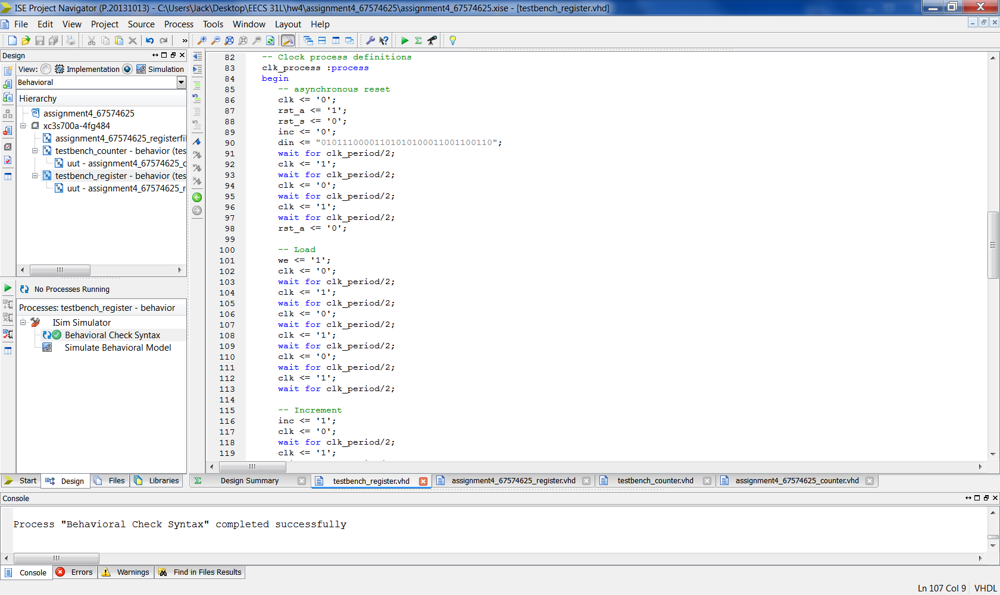 ISE Project Navigator (P.20131013) - C:\Users\Jack\Desktop\EECS 31L\hw4\assignment4_67574625\assignment4_67574625.xise - [testbench_register.vhd]
File Edit View Project Source Process Tools Window Layout Help
Design
View: Implementation Simulation
Behavioral
Hierarchy
assignment4_67574625
xc3s700a-4fg484
assignment4_67574625_registerfil
testbench_counter - behavior (tes
uut - assignment4_67574625_c
testbench_register - behavior (tes
uut - assignment4_67574625_r
No Processes Running
Processes: testbench_register - behavior
ISim Simulator
Behavioral Check Syntax
Simulate Behavioral Model
Start Design Files Libraries
82 -- Clock process definitions
83 clk_process :process
84 begin
85 -- asynchronous reset
86 clk <= '0';
87 rst_a <= '1';
88 rst_s <= '0';
89 inc <= '0';
90 din <= "01011100001101010100011001100110";
91 wait for clk_period/2;
92 clk <= '1';
93 wait for clk_period/2;
94 clk <= '0';
95 wait for clk_period/2;
96 clk <= '1';
97 wait for clk_period/2;
98 rst_a <= '0';
99
100 -- Load
101 we <= '1';
102 clk <= '0';
103 wait for clk_period/2;
104 clk <= '1';
105 wait for clk_period/2;
106 clk <= '0';
107 wait for clk_period/2;
108 clk <= '1';
109 wait for clk_period/2;
110 clk <= '0';
111 wait for clk_period/2;
112 clk <= '1';
113 wait for clk_period/2;
114
115 -- Increment
116 inc <= '1';
117 clk <= '0';
118 wait for clk_period/2;
119 clk <= '1';
Design Summary testbench_register.vhd assignment4_67574625_register.vhd testbench_counter.vhd assignment4_67574625_counter.vhd
Console
Process "Behavioral Check Syntax" completed successfully
Console Errors Warnings Find in Files Results
Ln 107 Col 9 VHDL